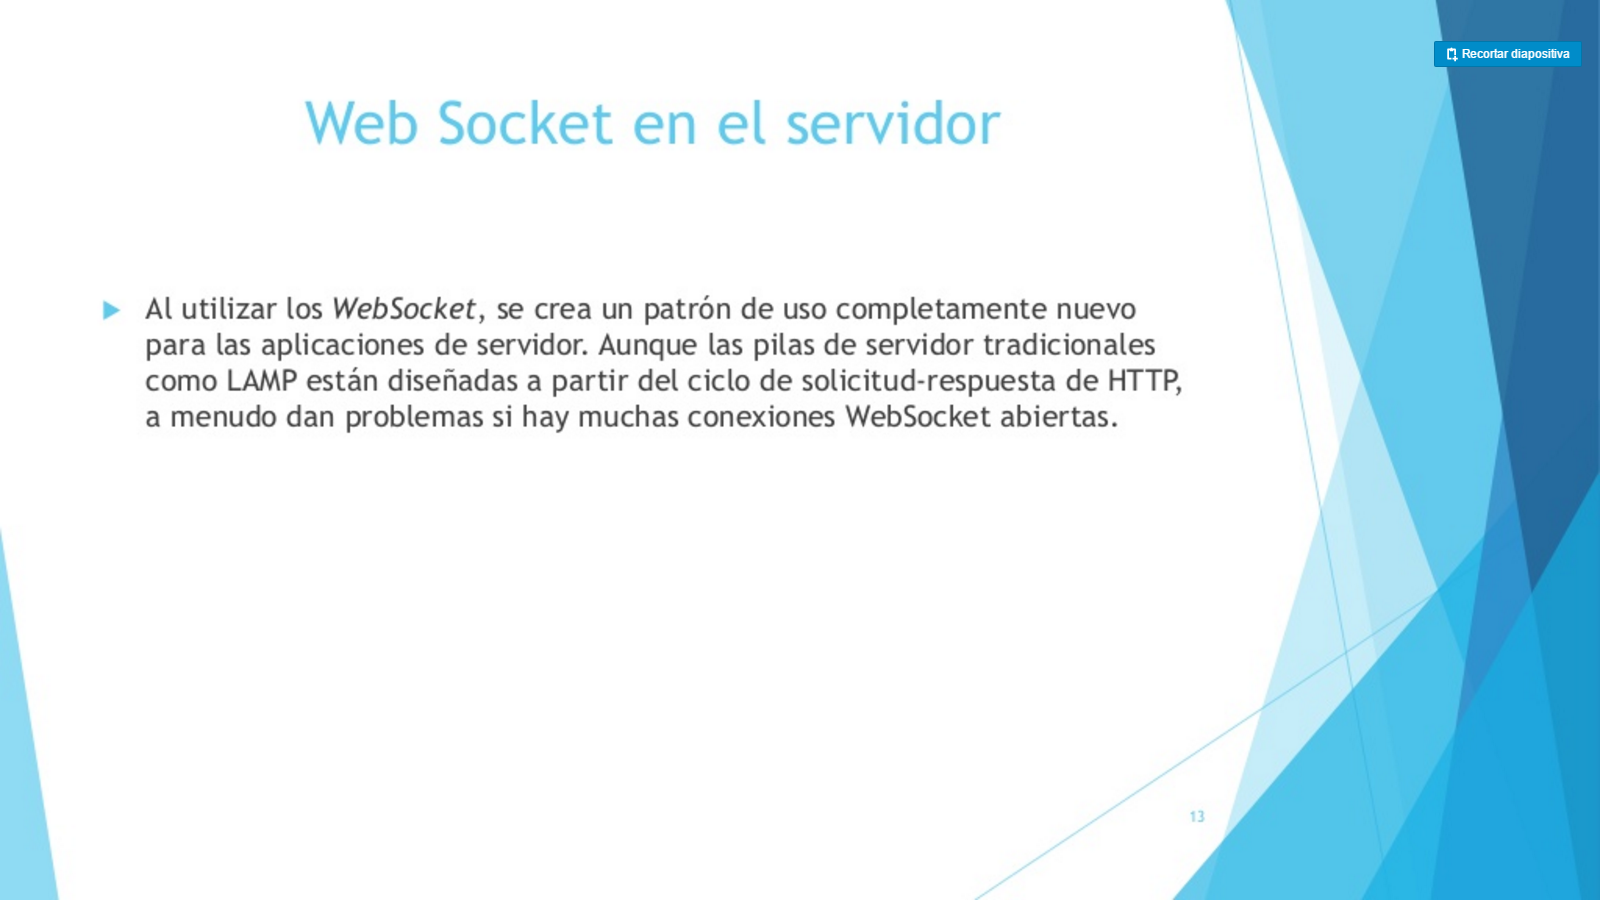 Recortar diapositiva
Web Socket en el servidor
Al utilizar los WebSocket, se crea un patrón de uso completamente nuevo
para las aplicaciones de servidor. Aunque las pilas de servidor tradicionales
como LAMP están diseñadas a partir del ciclo de solicitud-respuesta de HTTP,
a menudo dan problemas si hay muchas conexiones WebSocket abiertas.
13